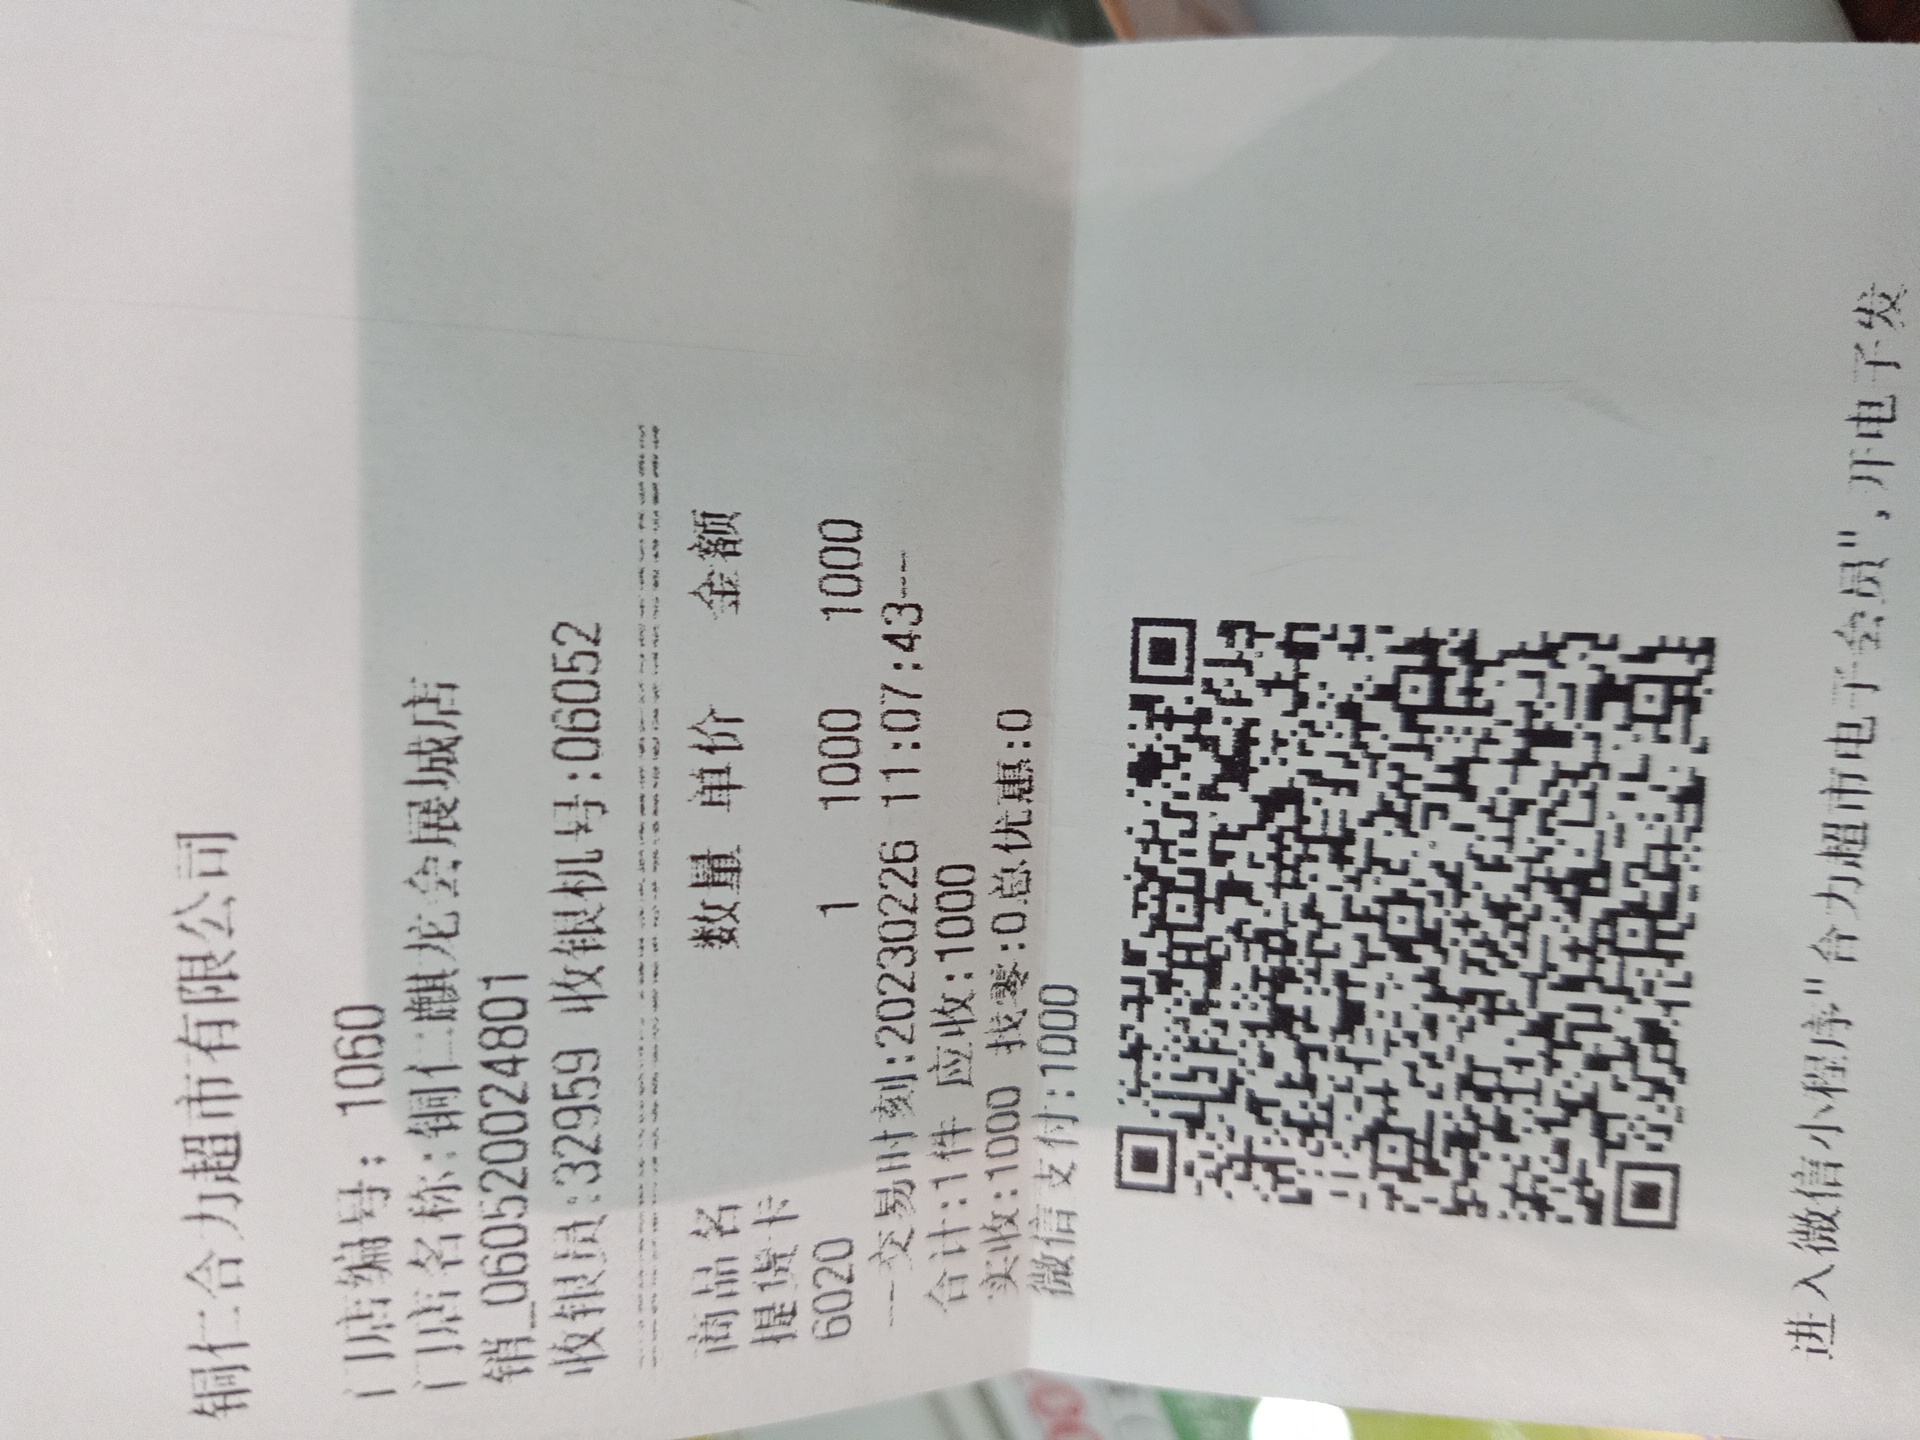 铜仁合力超市有限公司
门店编号: 1060
门店名称:铜仁麒龙会展城店
销_060520024801
收银员:32959 收银机号:06052
商品名 数量 单价 金额
提货卡
6020 1 1000 1000
---交易时刻:20230226 11:07:43---
合计:1件 应收:1000
实收:1000 找零:0总优惠:0
微信支付:1000
进入微信小程序"合力超市电子会员",开电子发